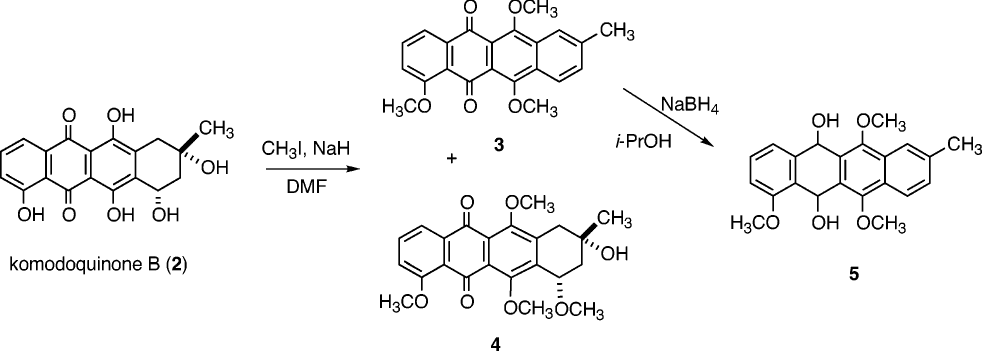 O
OCH3
CH3
H3CO
O
OCH3
3
+
O
OH
CH3
OH
OH
O
OH
OH
komodoquinone B (2)
CH3I, NaH
DMF
O
OCH3
CH3
OH
H3CO
O
OCH3
OCH3
4
NaBH4
i-PrOH
OH
OCH3
CH3
H3CO
OH
OCH3
5